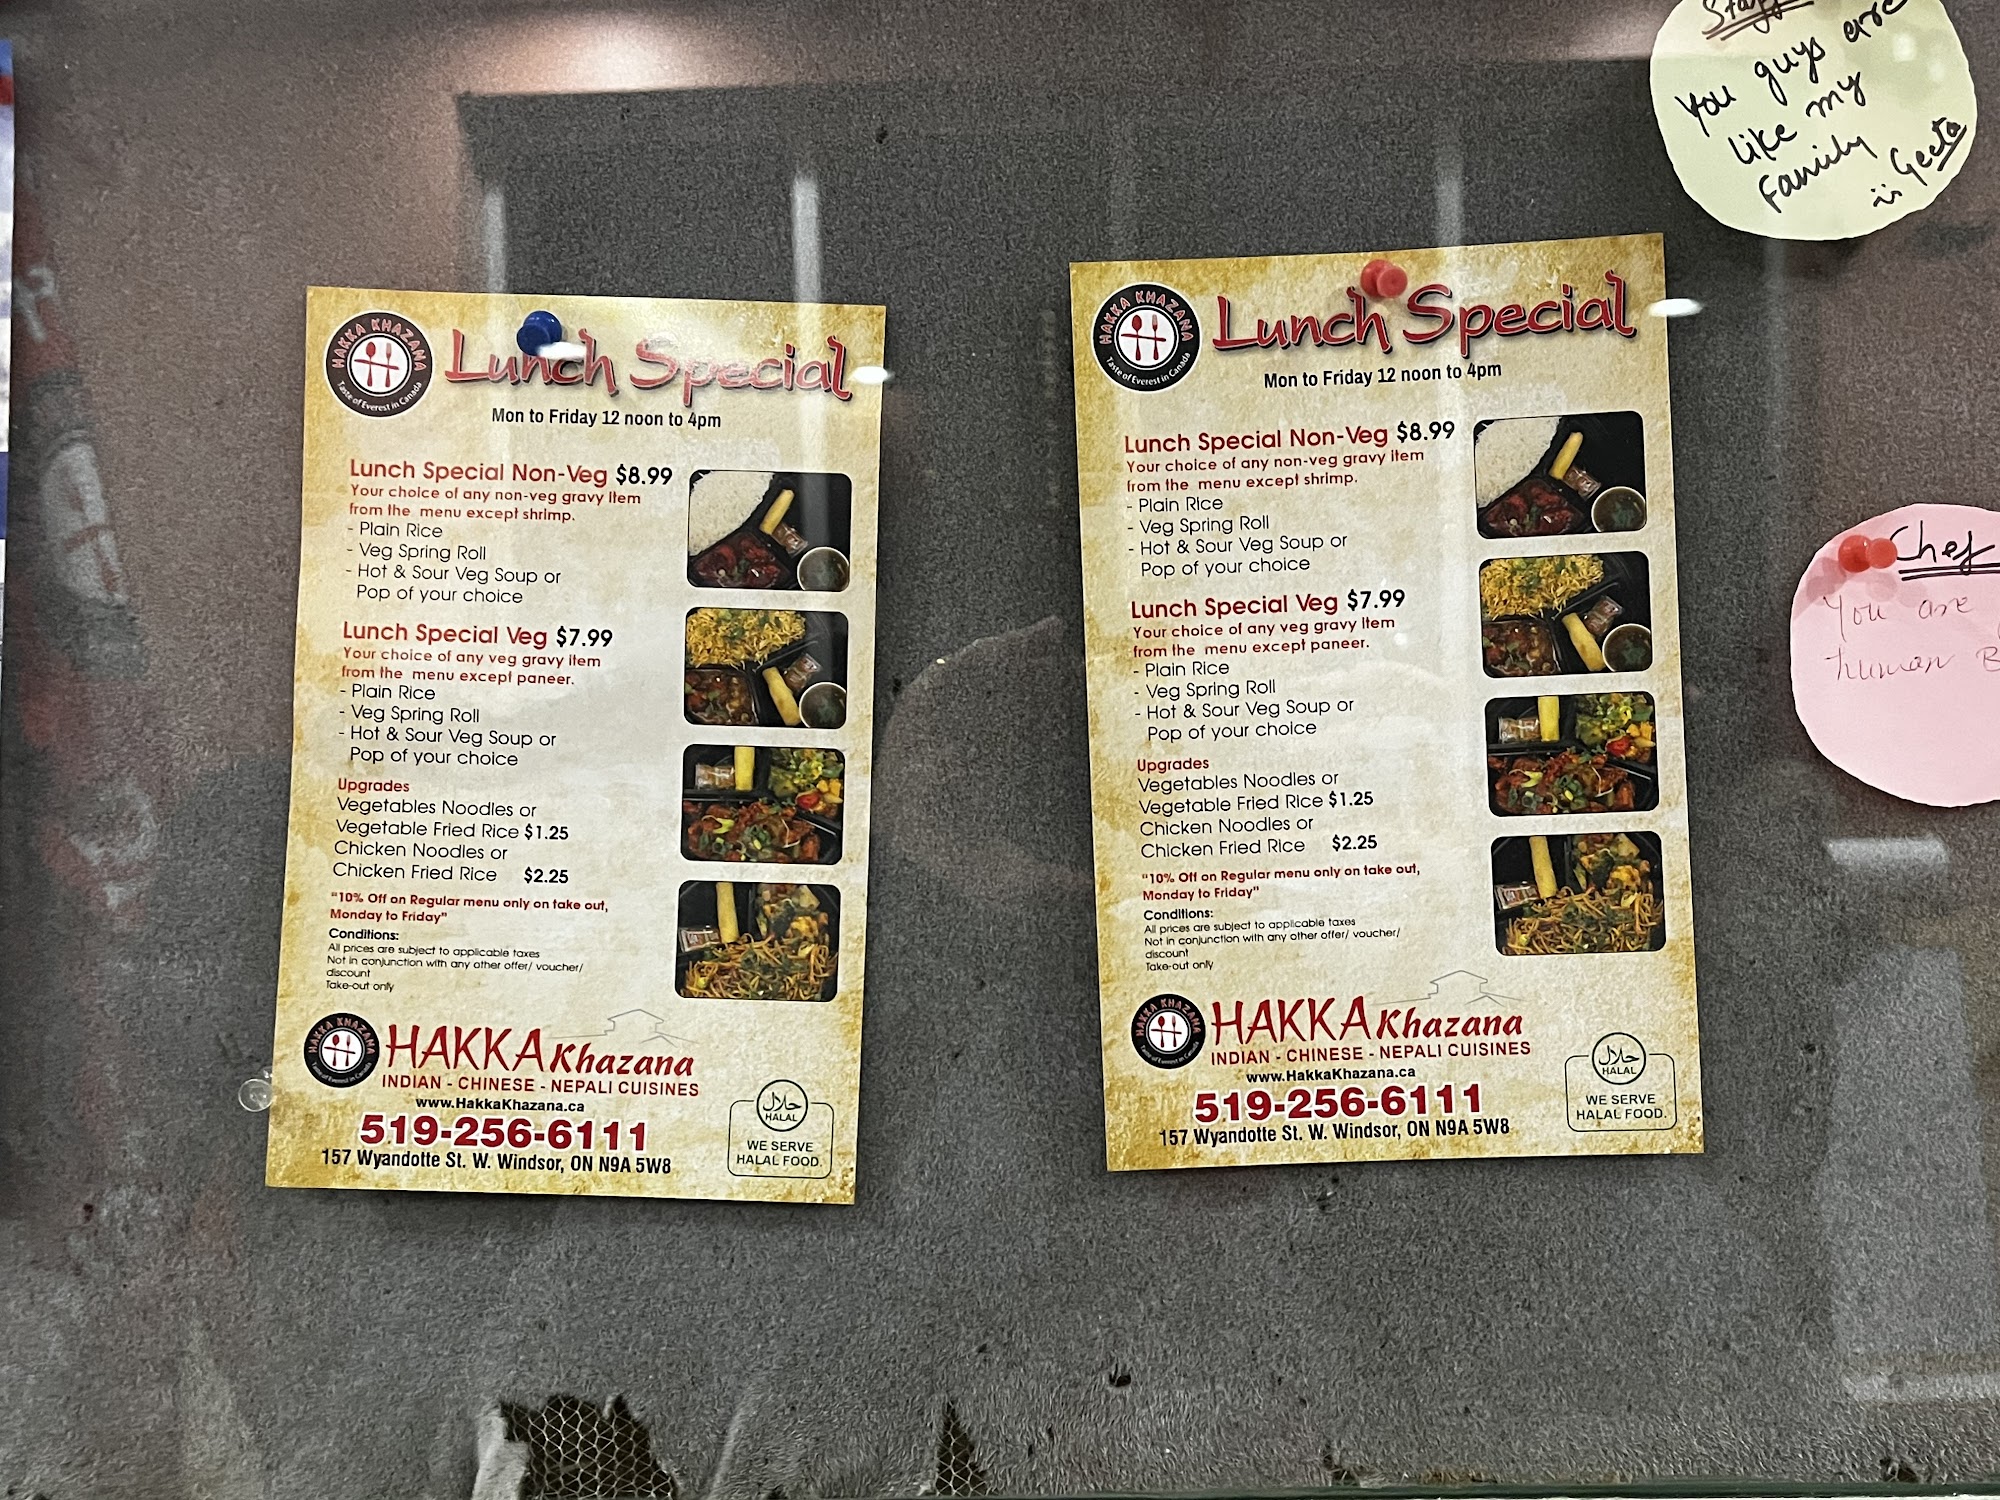 HAKKA KHAZANA
Taste of Everest in Canada
Lunch Special
Mon to Friday 12 noon to 4pm
Lunch Special Non-Veg $8.99
Your choice of any non-veg gravy item
from the menu except shrimp.
- Plain Rice
- Veg Spring Roll
- Hot & Sour Veg Soup or
Pop of your choice
Lunch Special Veg $7.99
Your choice of any veg gravy item
from the menu except paneer.
- Plain Rice
- Veg Spring Roll
- Hot & Sour Veg Soup or
Pop of your choice
Upgrades
Vegetables Noodles or
Vegetable Fried Rice $1.25
Chicken Noodles or
Chicken Fried Rice $2.25
"10% Off on Regular menu only on take out,
Monday to Friday"
Conditions:
All prices are subject to applicable taxes
Not in conjunction with any other offer/ voucher/
discount
Take-out only
HAKKA KHAZANA
Taste of Everest in Canada
HAKKA Khazana
INDIAN - CHINESE - NEPALI CUISINES
www.HakkaKhazana.ca
519-256-6111
157 Wyandotte St. W. Windsor, ON N9A 5W8
حلال
HALAL
WE SERVE
HALAL FOOD.
HAKKA KHAZANA
Taste of Everest in Canada
Lunch Special
Mon to Friday 12 noon to 4pm
Lunch Special Non-Veg $8.99
Your choice of any non-veg gravy item
from the menu except shrimp.
- Plain Rice
- Veg Spring Roll
- Hot & Sour Veg Soup or
Pop of your choice
Lunch Special Veg $7.99
Your choice of any veg gravy item
from the menu except paneer.
- Plain Rice
- Veg Spring Roll
- Hot & Sour Veg Soup or
Pop of your choice
Upgrades
Vegetables Noodles or
Vegetable Fried Rice $1.25
Chicken Noodles or
Chicken Fried Rice $2.25
"10% Off on Regular menu only on take out,
Monday to Friday"
Conditions:
All prices are subject to applicable taxes
Not in conjunction with any other offer/ voucher/
discount
Take-out only
HAKKA KHAZANA
Taste of Everest in Canada
HAKKA Khazana
INDIAN - CHINESE - NEPALI CUISINES
www.HakkaKhazana.ca
519-256-6111
157 Wyandotte St. W. Windsor, ON N9A 5W8
حلال
HALAL
WE SERVE
HALAL FOOD.
You guys are
like my
Family
Geeta
Chef
You are
human B